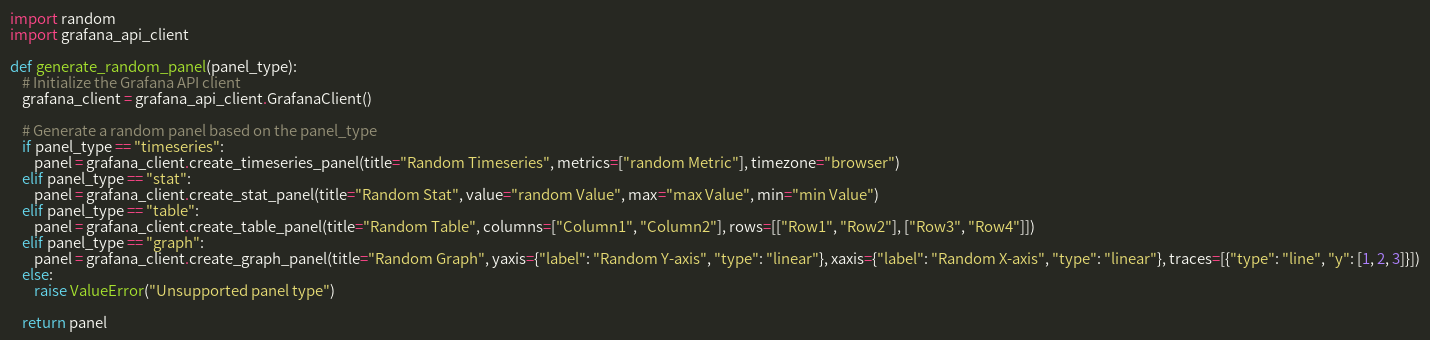 import random
import grafana_api_client

def generate_random_panel(panel_type):
    # Initialize the Grafana API client
    grafana_client = grafana_api_client.GrafanaClient()

    # Generate a random panel based on the panel_type
    if panel_type == "timeseries":
        panel = grafana_client.create_timeseries_panel(title="Random Timeseries", metrics=["random Metric"], timezone="browser")
    elif panel_type == "stat":
        panel = grafana_client.create_stat_panel(title="Random Stat", value="random Value", max="max Value", min="min Value")
    elif panel_type == "table":
        panel = grafana_client.create_table_panel(title="Random Table", columns=["Column1", "Column2"], rows=[["Row1", "Row2"], ["Row3", "Row4"]])
    elif panel_type == "graph":
        panel = grafana_client.create_graph_panel(title="Random Graph", yaxis={"label": "Random Y-axis", "type": "linear"}, xaxis={"label": "Random X-axis", "type": "linear"}, traces=[{"type": "line", "y": [1, 2, 3]}])
    else:
        raise ValueError("Unsupported panel type")

    return panel